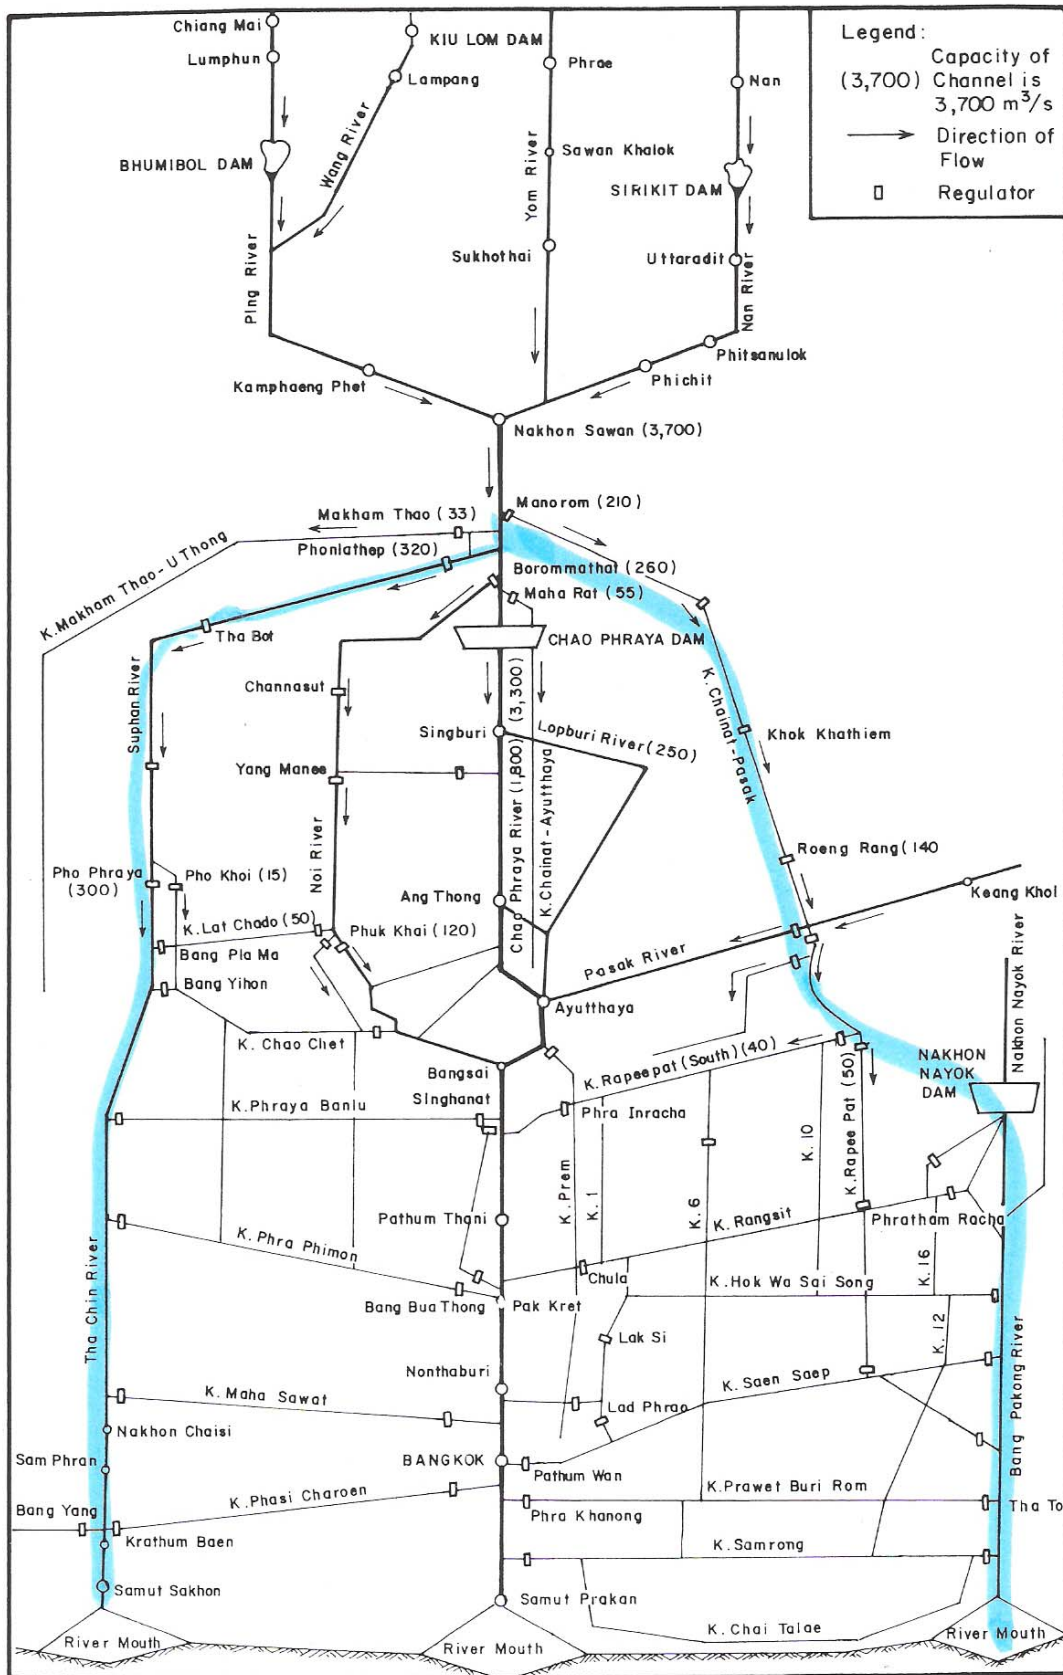 Chiang Mai
KIU LOM DAM
Legend:
Lumphun
Phrae
Capacity of
(3,700) Channel is
3,700 m³/s
Lampang
Nan
Direction of
Flow
Wang River
Sawan Khalok
BHUMIBOL DAM
Yom River
SIRIKIT DAM
Regulator
Sukhothai
Uttaradit
Ping River
Nan River
Phitsanulok
Kamphaeng Phet
Phichit
Nakhon Sawan (3,700)
Manorom (210)
Makham Thao (33)
Phonlathep (320)
K.Makham Thao-U Thong
Borommathat (260)
Maha Rat (55)
Tha Bot
CHAO PHRAYA DAM
Suphan River
Channasut
(3,300)
K. Chainat-Pasak
Singburi
Lopburi River (250)
Khok Khathiem
Yang Manee
Chao Phraya River (1,800)
K.Chainat-Ayutthaya
Noi River
Roeng Rang (140
Pho Phraya
(300)
Pho Khoi (15)
Ang Thong
Keang Khoi
K.Lat Chado (50)
Phuk Khai (120)
Bang Pla Ma
Pasak River
Nakhon Nayok River
Bang Yihon
Ayutthaya
K. Chao Chet
K.Rapeepat (South) (40)
NAKHON
NAYOK
DAM
Bangsai
K.Rapee Pat (50)
Singhanat
K.Phraya Banlu
Phra Inracha
K.10
K.Prem
K.1
K.6
Pathum Thani
K. Rangsit
Phratham Racha
K. Phra Phimon
Chula
K.Hok Wa Sai Song
K.16
Bang Bua Thong
Pak Kret
Tha Chin River
Lak Si
K. 12
Nonthaburi
K. Saen Saep
K. Maha Sawat
Lad Phrao
Bang Pakong River
Nakhon Chaisi
Sam Phran
BANGKOK
Pathum Wan
K.Phasi Charoen
K.Prawet Buri Rom
Bang Yang
Phra Khanong
Tha To
Krathum Baen
K.Samrong
Samut Sakhon
Samut Prakan
K. Chai Talae
River Mouth
River Mouth
River Mouth